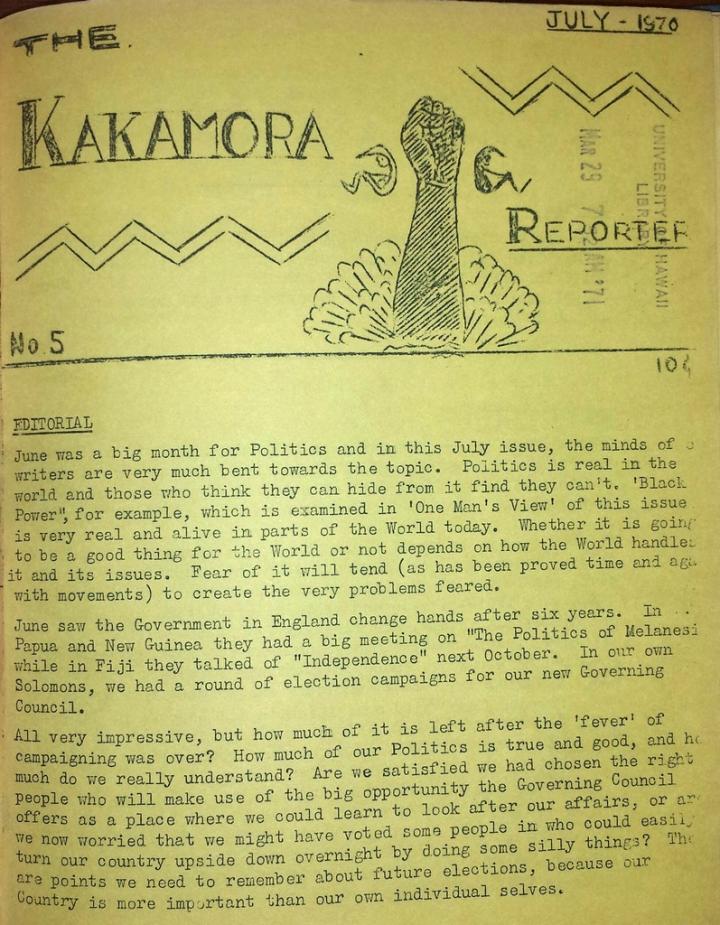 THE.
JULY - 1970
KAKAMORA
REPORTER
UNIVERSITY HAWAII
LIBRARY
MAR 29 '71
No. 5
10¢
EDITORIAL
June was a big month for Politics and in this July issue, the minds of
writers are very much bent towards the topic. Politics is real in the
world and those who think they can hide from it find they can't. 'Black
Power", for example, which is examined in 'One Man's View' of this issue
is very real and alive in parts of the World today. Whether it is going
to be a good thing for the World or not depends on how the World handle
it and its issues. Fear of it will tend (as has been proved time and aga
with movements) to create the very problems feared.
June saw the Government in England change hands after six years. In
Papua and New Guinea they had a big meeting on "The Politics of Melanesi
while in Fiji they talked of "Independence" next October. In our own
Solomons, we had a round of election campaigns for our new Governing
Council.
All very impressive, but how much of it is left after the 'fever' of
campaigning was over? How much of our Politics is true and good, and h
much do we really understand? Are we satisfied we had chosen the right
people who will make use of the big opportunity the Governing Council
offers as a place where we could learn to look after our affairs, or ar
we now worried that we might have voted some people in who could easil
turn our country upside down overnight by doing some silly things? Th
are points we need to remember about future elections, because our
Country is more important than our own individual selves.